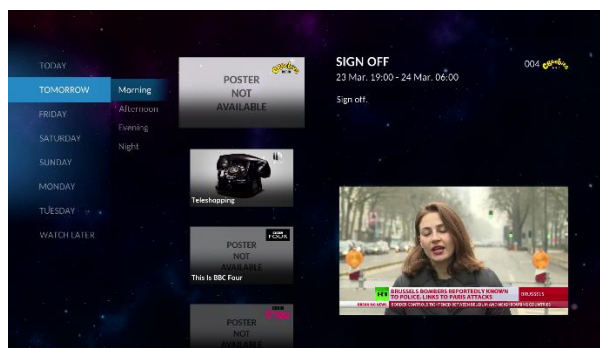 TODAY
TOMORROW
FRIDAY
SATURDAY
SUNDAY
MONDAY
TUESDAY
WATCH LATER
Morning
Afternoon
Evening
Night
POSTER
NOT
AVAILABLE
Teleshopping
POSTER
NOT
AVAILABLE
FOUR
This Is BBC Four
POSTER
NOT
SIGN OFF
004
23 Mar. 19:00 - 24 Mar. 06:00
Sign off.
BRUSSELS BOMBERS REPORTEDLY KNOWN
TO POLICE, LINKS TO PARIS ATTACKS
BRUSSELS
BREAKING NEWS